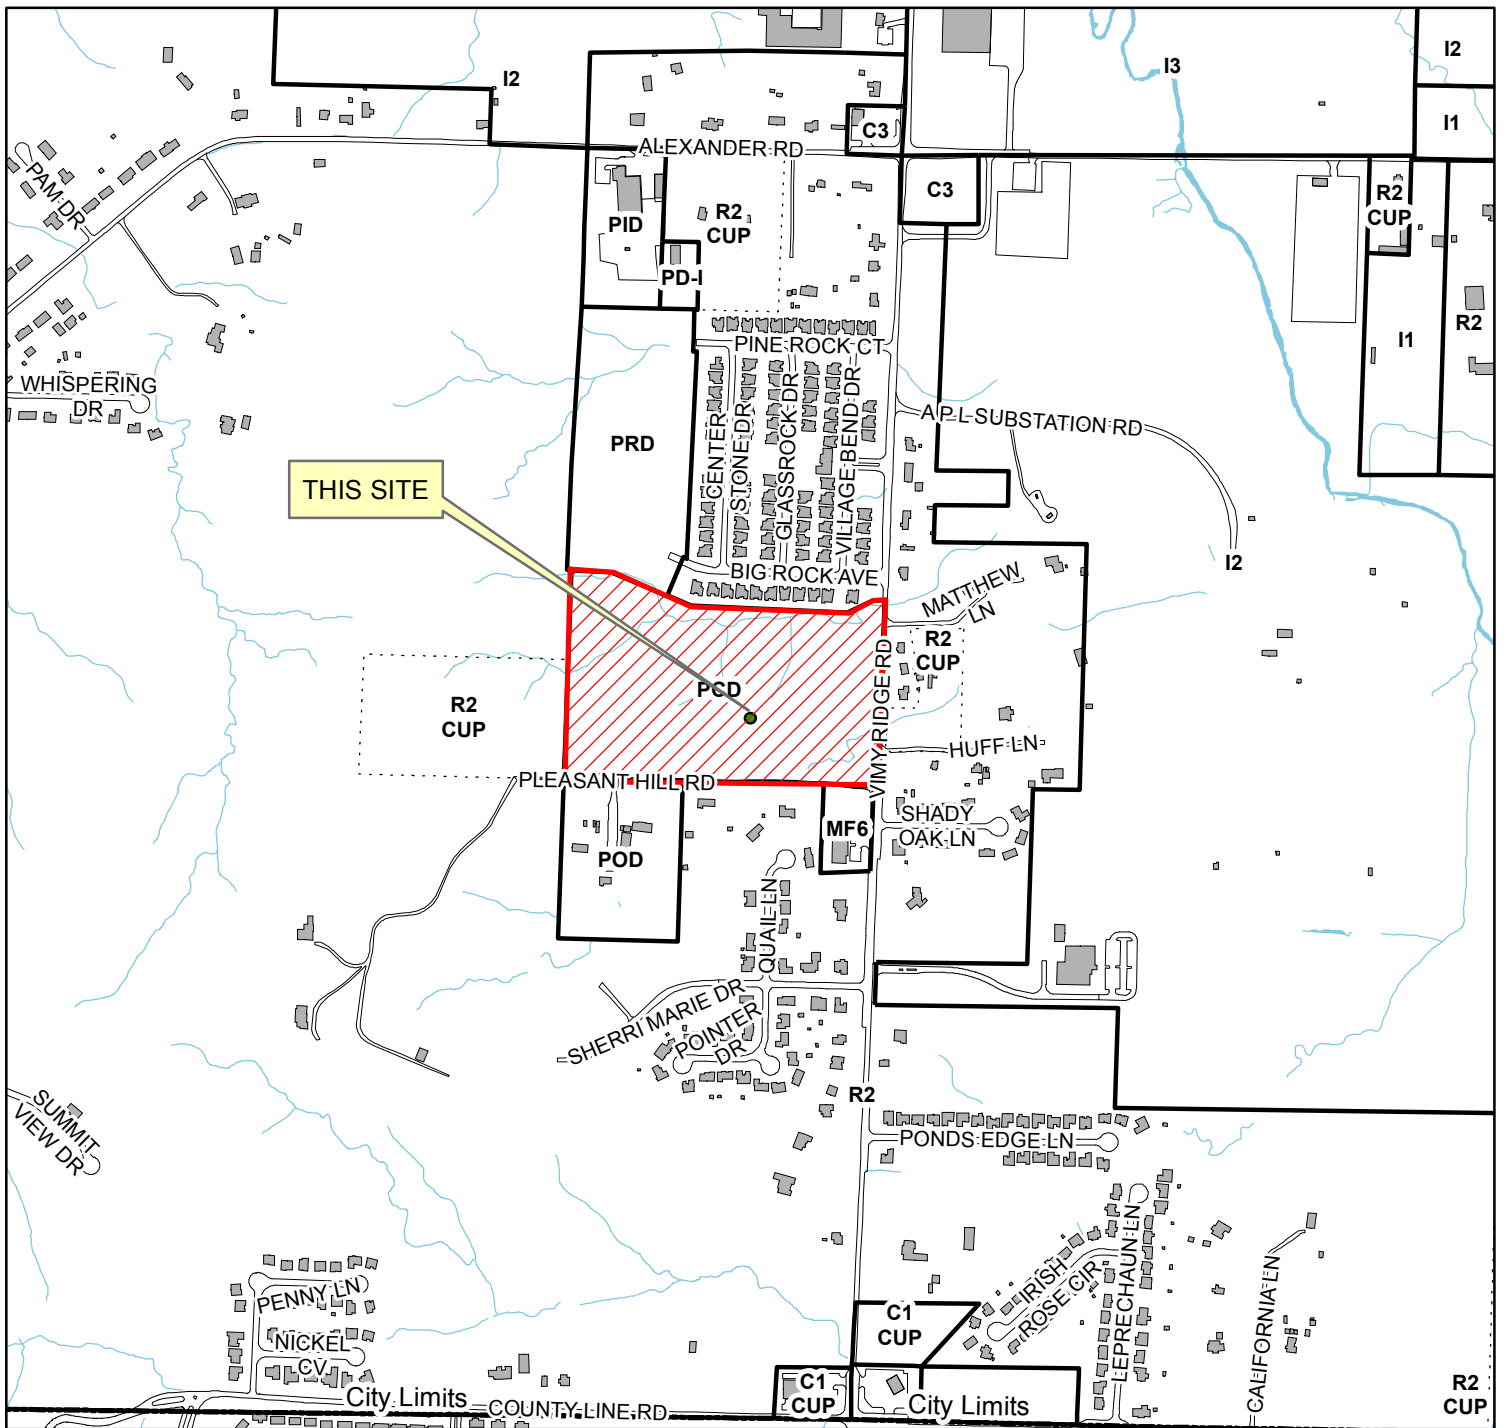 I2
I3
I2
I1
C3
ALEXANDER RD
PAM DR
C3
R2
CUP
PID
R2
CUP
PD-I
R2
I1
PINE ROCK CT
WHISPERING
DR
A P L SUBSTATION RD
PRD
CENTER
STONE DR
GLASSROCK DR
VILLAGE BEND DR
THIS SITE
I2
BIG ROCK AVE
MATTHEW
LN
R2
CUP
PCD
R2
CUP
VIMY RIDGE RD
HUFF LN
PLEASANT HILL RD
SHADY
OAK LN
MF6
POD
QUAIL LN
SHERRI MARIE DR
POINTER
DR
R2
SUMMIT
VIEW DR
PONDS EDGE LN
LEPRECHAUN LN
IRISH
ROSE CIR
CALIFORNIA LN
PENNY LN
C1
CUP
NICKEL
CV
C1
CUP
R2
CUP
City Limits
COUNTY LINE RD
City Limits